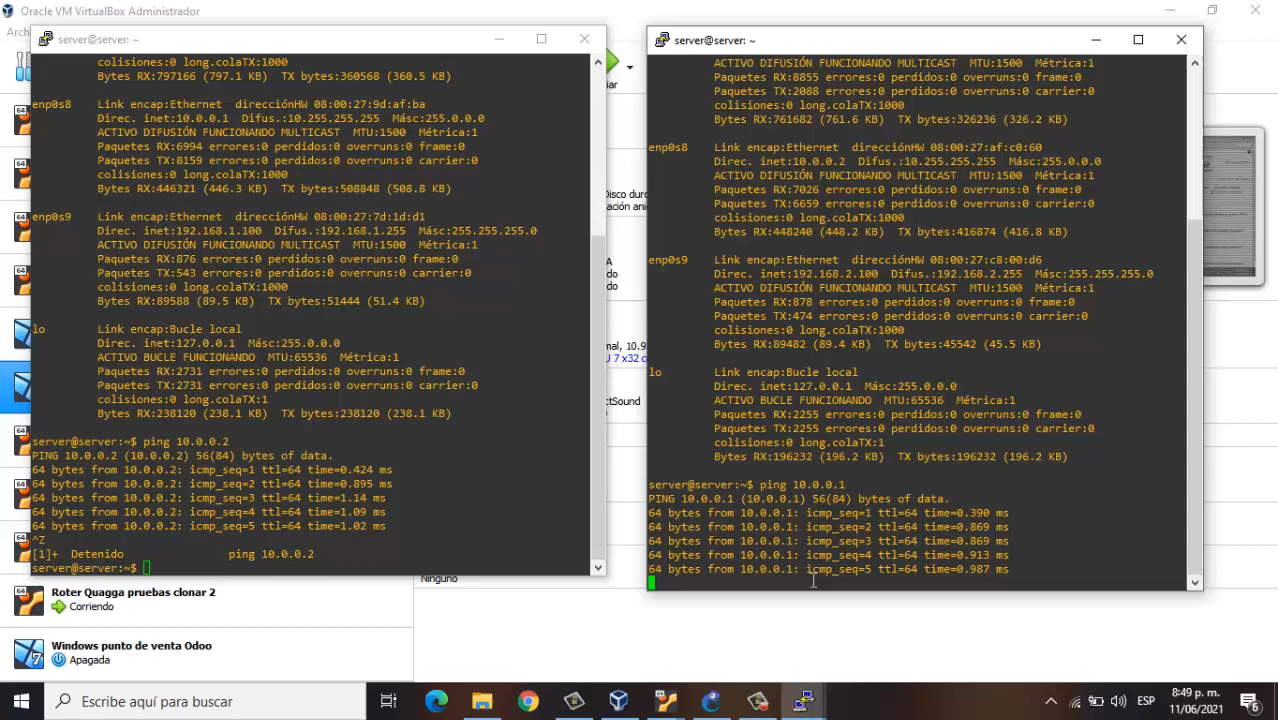 Oracle VM VirtualBox Administrador
Arch
server@server: ~
colisiones:0 long.colaTX:1000
Bytes RX:797166 (797.1 KB)  TX bytes:360568 (360.5 KB)
enp0s8    Link encap:Ethernet  direcciónHW 08:00:27:9d:af:ba
Direc. inet:10.0.0.1  Difus.:10.255.255.255  Másc:255.0.0.0
ACTIVO DIFUSIÓN FUNCIONANDO MULTICAST  MTU:1500  Métrica:1
Paquetes RX:6994 errores:0 perdidos:0 overruns:0 frame:0
Paquetes TX:8159 errores:0 perdidos:0 overruns:0 carrier:0
colisiones:0 long.colaTX:1000
Bytes RX:446321 (446.3 KB)  TX bytes:508848 (508.8 KB)
enp0s9    Link encap:Ethernet  direcciónHW 08:00:27:7d:1d:d1
Direc. inet:192.168.1.100  Difus.:192.168.1.255  Másc:255.255.255.0
ACTIVO DIFUSIÓN FUNCIONANDO MULTICAST  MTU:1500  Métrica:1
Paquetes RX:876 errores:0 perdidos:0 overruns:0 frame:0
Paquetes TX:543 errores:0 perdidos:0 overruns:0 carrier:0
colisiones:0 long.colaTX:1000
Bytes RX:89588 (89.5 KB)  TX bytes:51444 (51.4 KB)
lo        Link encap:Bucle local
Direc. inet:127.0.0.1  Másc:255.0.0.0
ACTIVO BUCLE FUNCIONANDO  MTU:65536  Métrica:1
Paquetes RX:2731 errores:0 perdidos:0 overruns:0 frame:0
Paquetes TX:2731 errores:0 perdidos:0 overruns:0 carrier:0
colisiones:0 long.colaTX:1
Bytes RX:238120 (238.1 KB)  TX bytes:238120 (238.1 KB)
server@server:~$ ping 10.0.0.2
PING 10.0.0.2 (10.0.0.2) 56(84) bytes of data.
64 bytes from 10.0.0.2: icmp_seq=1 ttl=64 time=0.424 ms
64 bytes from 10.0.0.2: icmp_seq=2 ttl=64 time=0.895 ms
64 bytes from 10.0.0.2: icmp_seq=3 ttl=64 time=1.14 ms
64 bytes from 10.0.0.2: icmp_seq=4 ttl=64 time=1.09 ms
64 bytes from 10.0.0.2: icmp_seq=5 ttl=64 time=1.02 ms
^Z
[1]+  Detenido                ping 10.0.0.2
server@server:~$
server@server: ~
ACTIVO DIFUSIÓN FUNCIONANDO MULTICAST  MTU:1500  Métrica:1
Paquetes RX:8855 errores:0 perdidos:0 overruns:0 frame:0
Paquetes TX:2088 errores:0 perdidos:0 overruns:0 carrier:0
colisiones:0 long.colaTX:1000
Bytes RX:761682 (761.6 KB)  TX bytes:326236 (326.2 KB)
enp0s8    Link encap:Ethernet  direcciónHW 08:00:27:af:c0:60
Direc. inet:10.0.0.2  Difus.:10.255.255.255  Másc:255.0.0.0
ACTIVO DIFUSIÓN FUNCIONANDO MULTICAST  MTU:1500  Métrica:1
Paquetes RX:7026 errores:0 perdidos:0 overruns:0 frame:0
Paquetes TX:6659 errores:0 perdidos:0 overruns:0 carrier:0
colisiones:0 long.colaTX:1000
Bytes RX:448240 (448.2 KB)  TX bytes:416874 (416.8 KB)
enp0s9    Link encap:Ethernet  direcciónHW 08:00:27:c8:00:d6
Direc. inet:192.168.2.100  Difus.:192.168.2.255  Másc:255.255.255.0
ACTIVO DIFUSIÓN FUNCIONANDO MULTICAST  MTU:1500  Métrica:1
Paquetes RX:878 errores:0 perdidos:0 overruns:0 frame:0
Paquetes TX:474 errores:0 perdidos:0 overruns:0 carrier:0
colisiones:0 long.colaTX:1000
Bytes RX:89482 (89.4 KB)  TX bytes:45542 (45.5 KB)
lo        Link encap:Bucle local
Direc. inet:127.0.0.1  Másc:255.0.0.0
ACTIVO BUCLE FUNCIONANDO  MTU:65536  Métrica:1
Paquetes RX:2255 errores:0 perdidos:0 overruns:0 frame:0
Paquetes TX:2255 errores:0 perdidos:0 overruns:0 carrier:0
colisiones:0 long.colaTX:1
Bytes RX:196232 (196.2 KB)  TX bytes:196232 (196.2 KB)
server@server:~$ ping 10.0.0.1
PING 10.0.0.1 (10.0.0.1) 56(84) bytes of data.
64 bytes from 10.0.0.1: icmp_seq=1 ttl=64 time=0.390 ms
64 bytes from 10.0.0.1: icmp_seq=2 ttl=64 time=0.869 ms
64 bytes from 10.0.0.1: icmp_seq=3 ttl=64 time=0.869 ms
64 bytes from 10.0.0.1: icmp_seq=4 ttl=64 time=0.913 ms
64 bytes from 10.0.0.1: icmp_seq=5 ttl=64 time=0.987 ms
iar
Disco duro
ación ani
A
do
mal, 10.9
U 7 x32 c
ctSound
Ninguno
Roter Quagga pruebas clonar 2
Corriendo
Windows punto de venta Odoo
Apagada
Escribe aquí para buscar
ESP
8:49 p. m.
11/06/2021
6